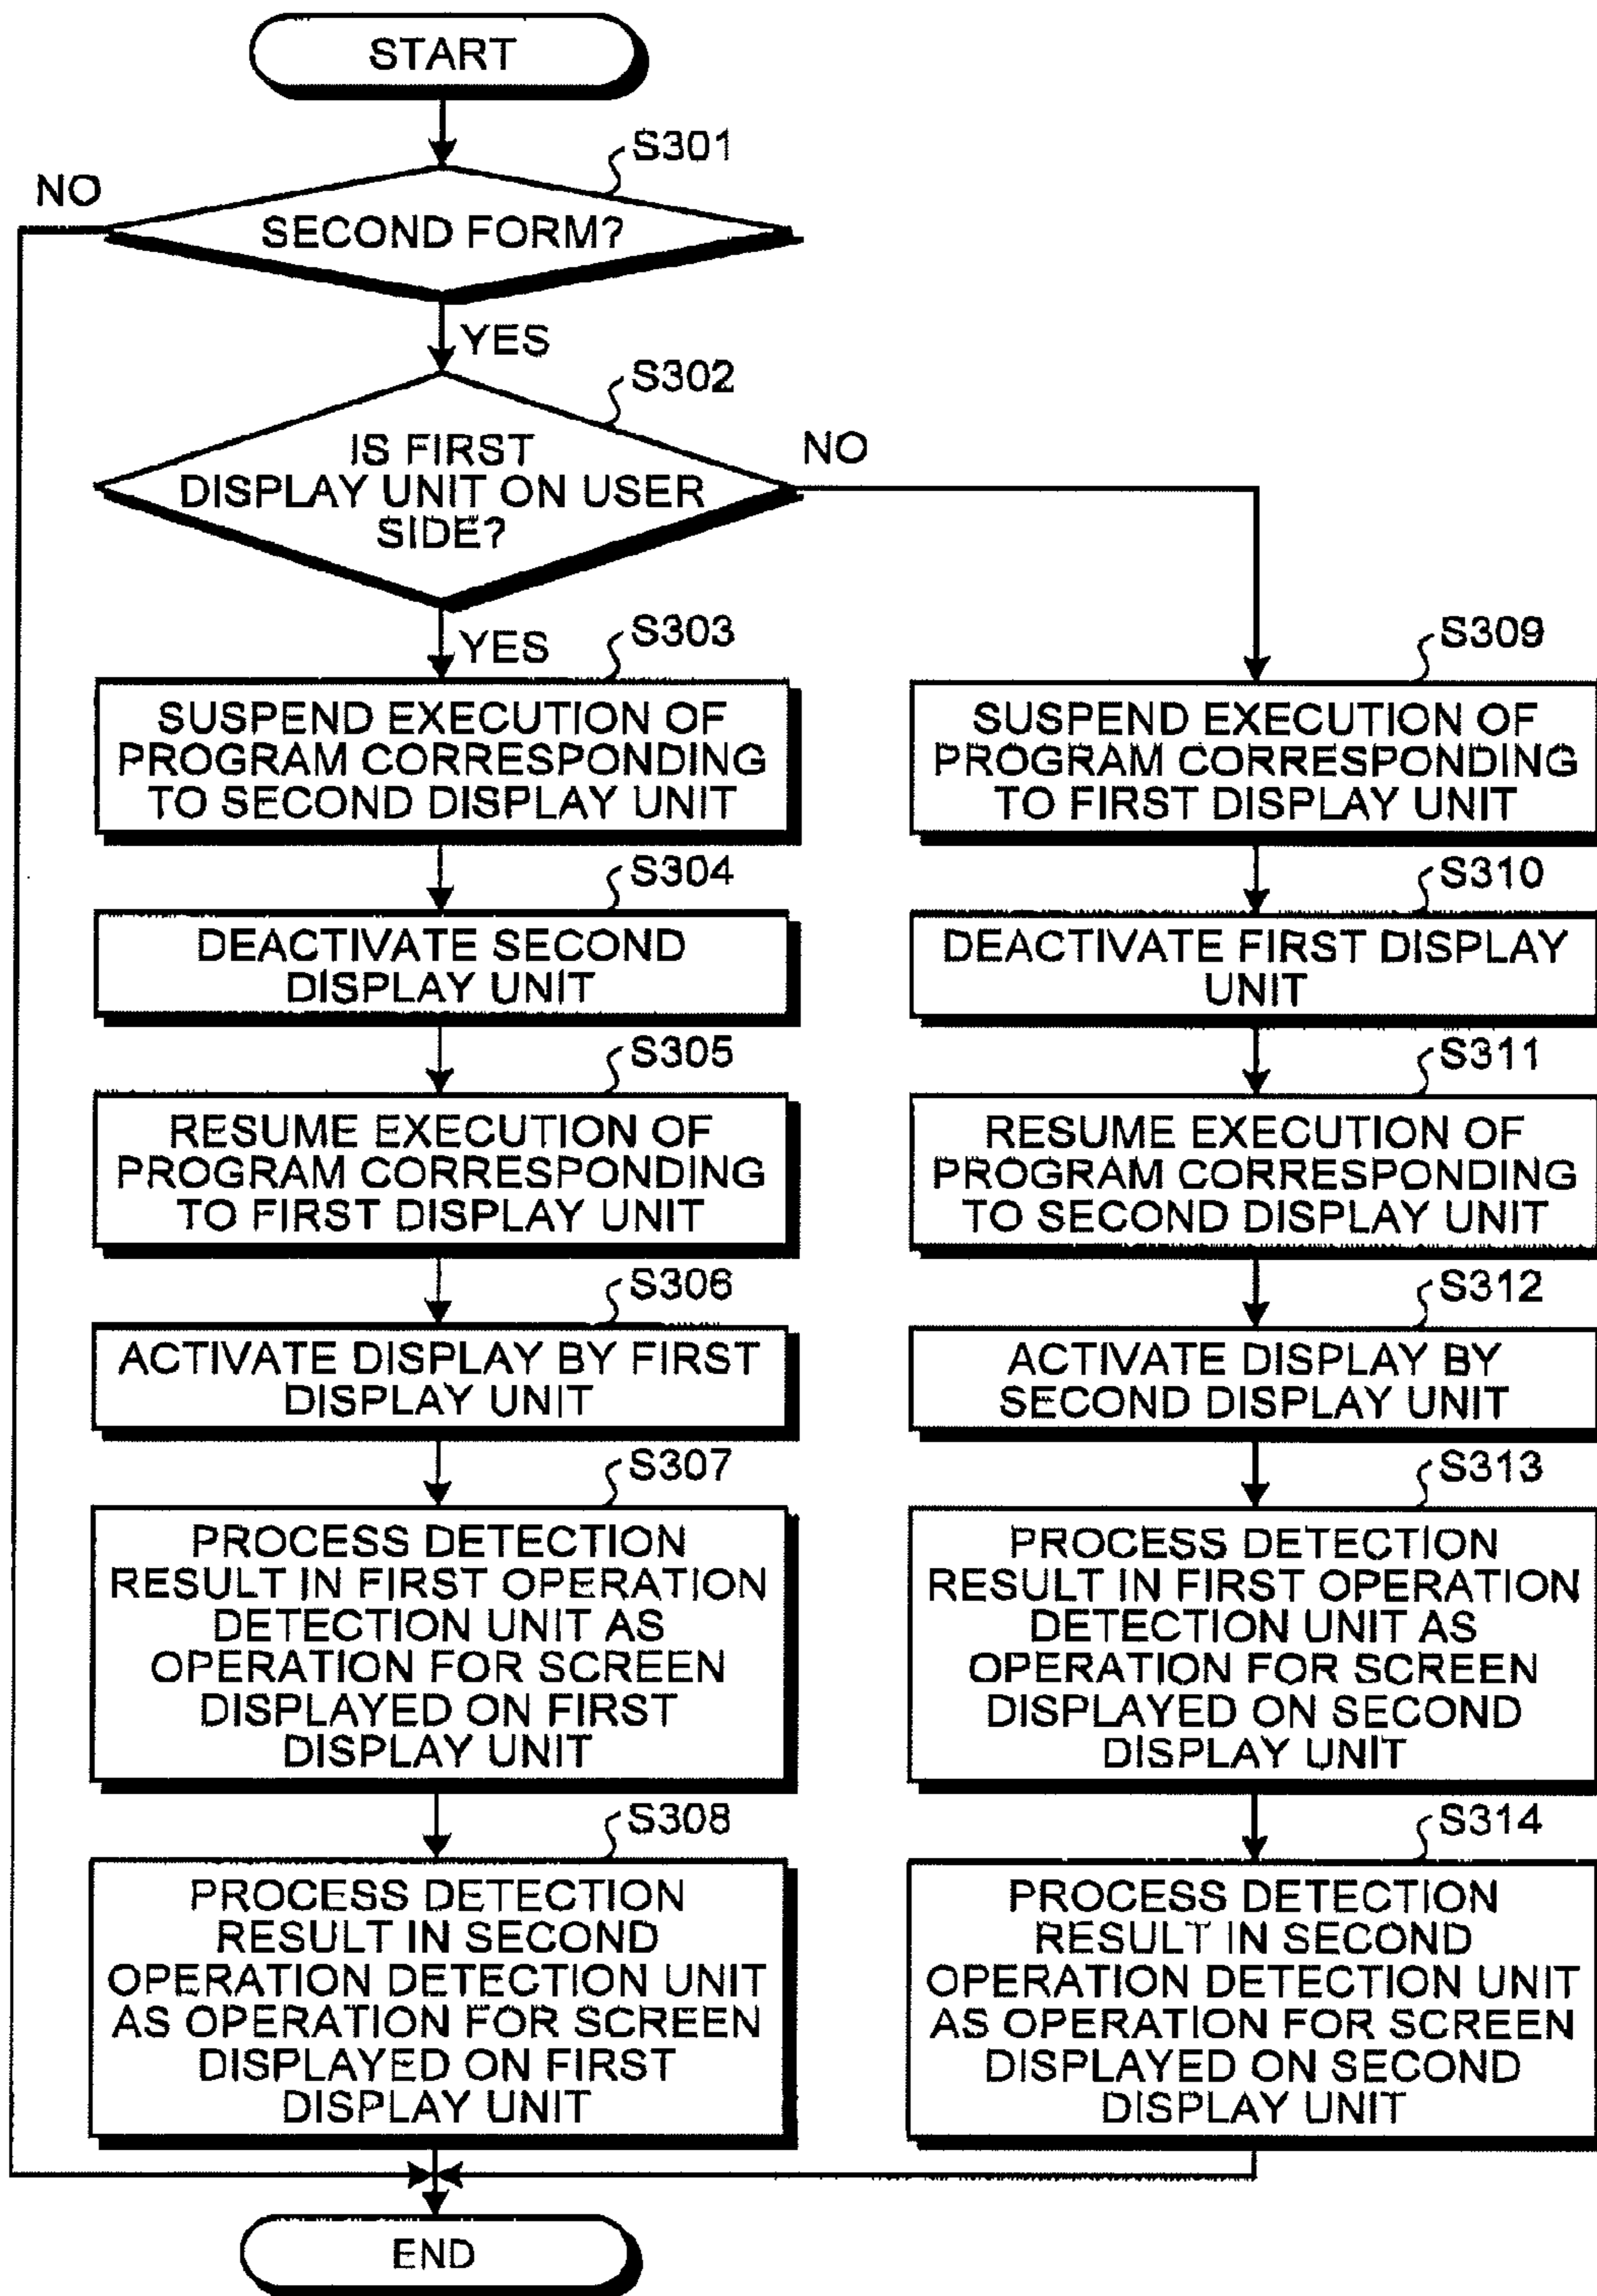 START
S301
NO
SECOND FORM?
YES
S302
IS FIRST
DISPLAY UNIT ON USER
SIDE?
NO
YES
S303
SUSPEND EXECUTION OF
PROGRAM CORRESPONDING
TO SECOND DISPLAY UNIT
S304
DEACTIVATE SECOND
DISPLAY UNIT
S305
RESUME EXECUTION OF
PROGRAM CORRESPONDING
TO FIRST DISPLAY UNIT
S306
ACTIVATE DISPLAY BY FIRST
DISPLAY UNIT
S307
PROCESS DETECTION
RESULT IN FIRST OPERATION
DETECTION UNIT AS
OPERATION FOR SCREEN
DISPLAYED ON FIRST
DISPLAY UNIT
S308
PROCESS DETECTION
RESULT IN SECOND
OPERATION DETECTION UNIT
AS OPERATION FOR SCREEN
DISPLAYED ON FIRST
DISPLAY UNIT
S309
SUSPEND EXECUTION OF
PROGRAM CORRESPONDING
TO FIRST DISPLAY UNIT
S310
DEACTIVATE FIRST DISPLAY
UNIT
S311
RESUME EXECUTION OF
PROGRAM CORRESPONDING
TO SECOND DISPLAY UNIT
S312
ACTIVATE DISPLAY BY
SECOND DISPLAY UNIT
S313
PROCESS DETECTION
RESULT IN FIRST OPERATION
DETECTION UNIT AS
OPERATION FOR SCREEN
DISPLAYED ON SECOND
DISPLAY UNIT
S314
PROCESS DETECTION
RESULT IN SECOND
OPERATION DETECTION UNIT
AS OPERATION FOR SCREEN
DISPLAYED ON SECOND
DISPLAY UNIT
END